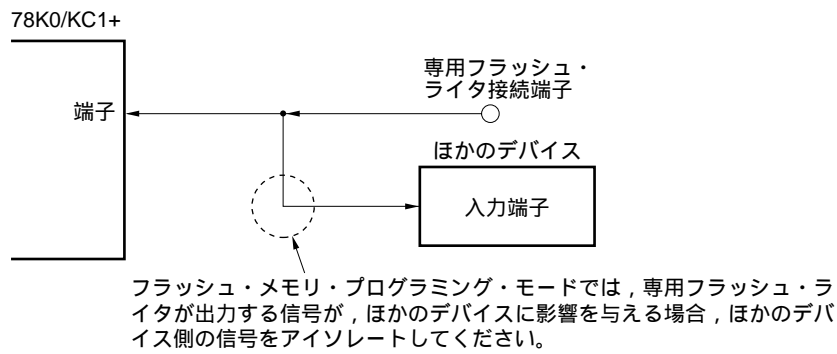 78K0/KC1+
端子
専用フラッシュ・
ライタ接続端子
ほかのデバイス
入力端子
フラッシュ・メモリ・プログラミング・モードでは，専用フラッシュ・ラ
イタが出力する信号が，ほかのデバイスに影響を与える場合，ほかのデバ
イス側の信号をアイソレートしてください。